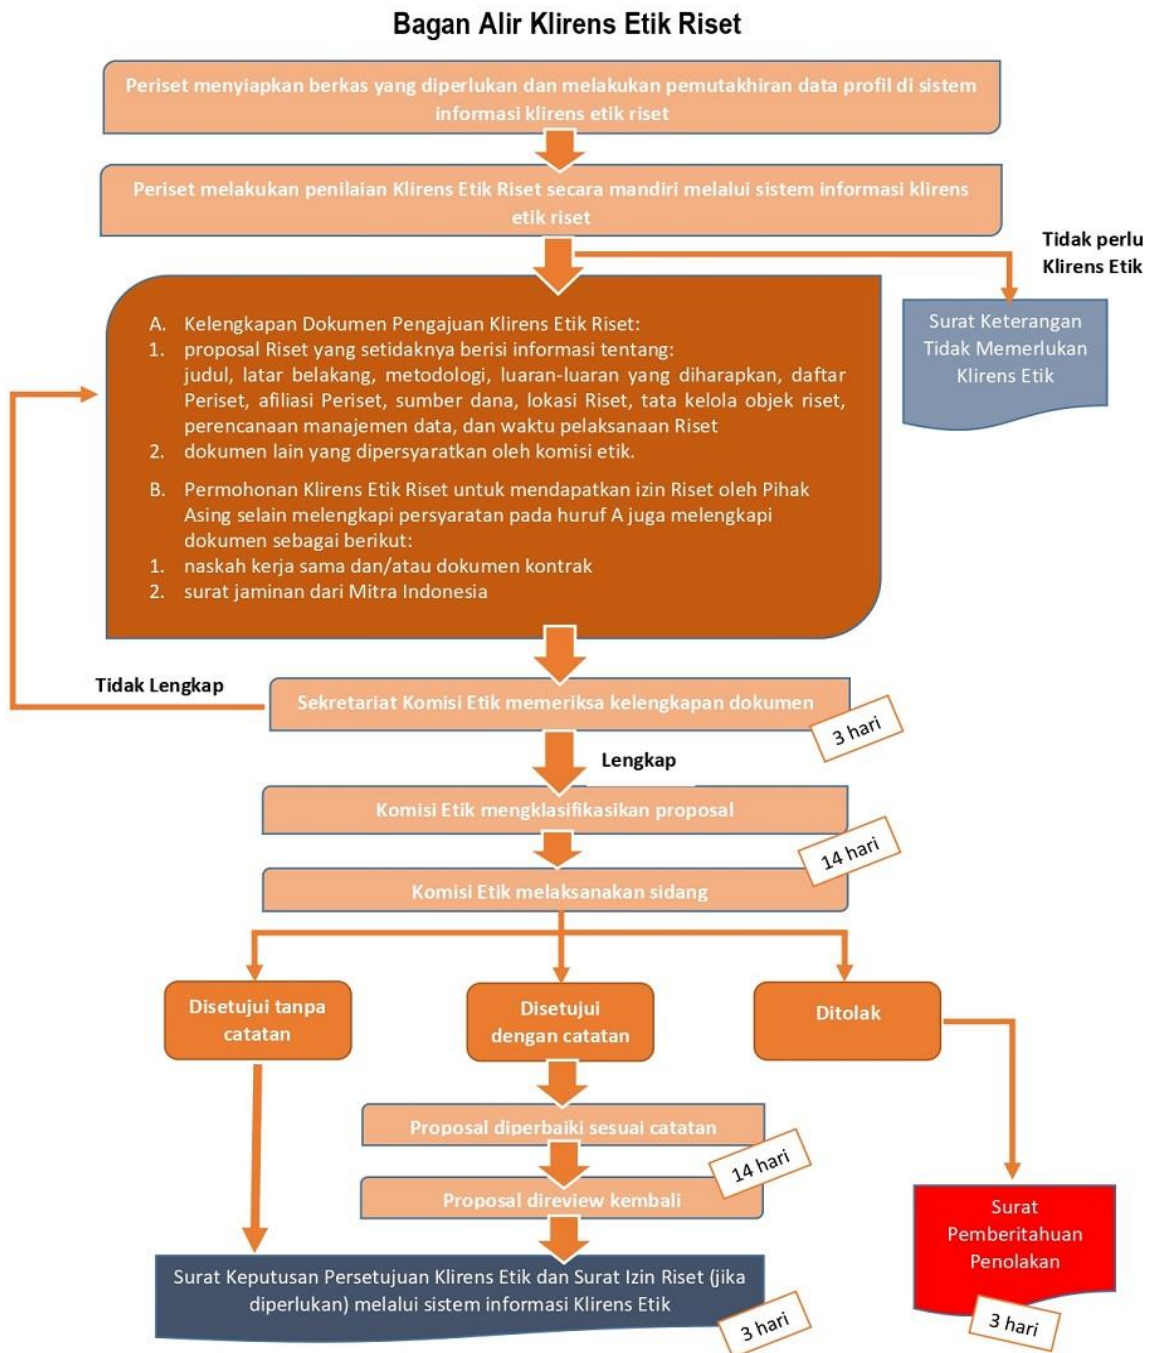 Bagan Alir Klirens Etik Riset
Periset menyiapkan berkas yang diperlukan dan melakukan pemutakhiran data profil di sistem
informasi klirens etik riset
Periset melakukan penilaian Klirens Etik Riset secara mandiri melalui sistem informasi klirens
etik riset
Tidak perlu
Klirens Etik
Surat Keterangan
Tidak Memerlukan
Klirens Etik
A. Kelengkapan Dokumen Pengajuan Klirens Etik Riset:
1. proposal Riset yang setidaknya berisi informasi tentang:
judul, latar belakang, metodologi, luaran-luaran yang diharapkan, daftar
Periset, afiliasi Periset, sumber dana, lokasi Riset, tata kelola objek riset,
perencanaan manajemen data, dan waktu pelaksanaan Riset
2. dokumen lain yang dipersyaratkan oleh komisi etik.
B. Permohonan Klirens Etik Riset untuk mendapatkan izin Riset oleh Pihak
Asing selain melengkapi persyaratan pada huruf A juga melengkapi
dokumen sebagai berikut:
1. naskah kerja sama dan/atau dokumen kontrak
2. surat jaminan dari Mitra Indonesia
Tidak Lengkap
Sekretariat Komisi Etik memeriksa kelengkapan dokumen
3 hari
Lengkap
Komisi Etik mengklasifikasikan proposal
14 hari
Komisi Etik melaksanakan sidang
Disetujui tanpa
catatan
Disetujui
dengan catatan
Ditolak
Proposal diperbaiki sesuai catatan
14 hari
Proposal direview kembali
Surat
Pemberitahuan
Penolakan
3 hari
Surat Keputusan Persetujuan Klirens Etik dan Surat Izin Riset (jika
diperlukan) melalui sistem informasi Klirens Etik
3 hari